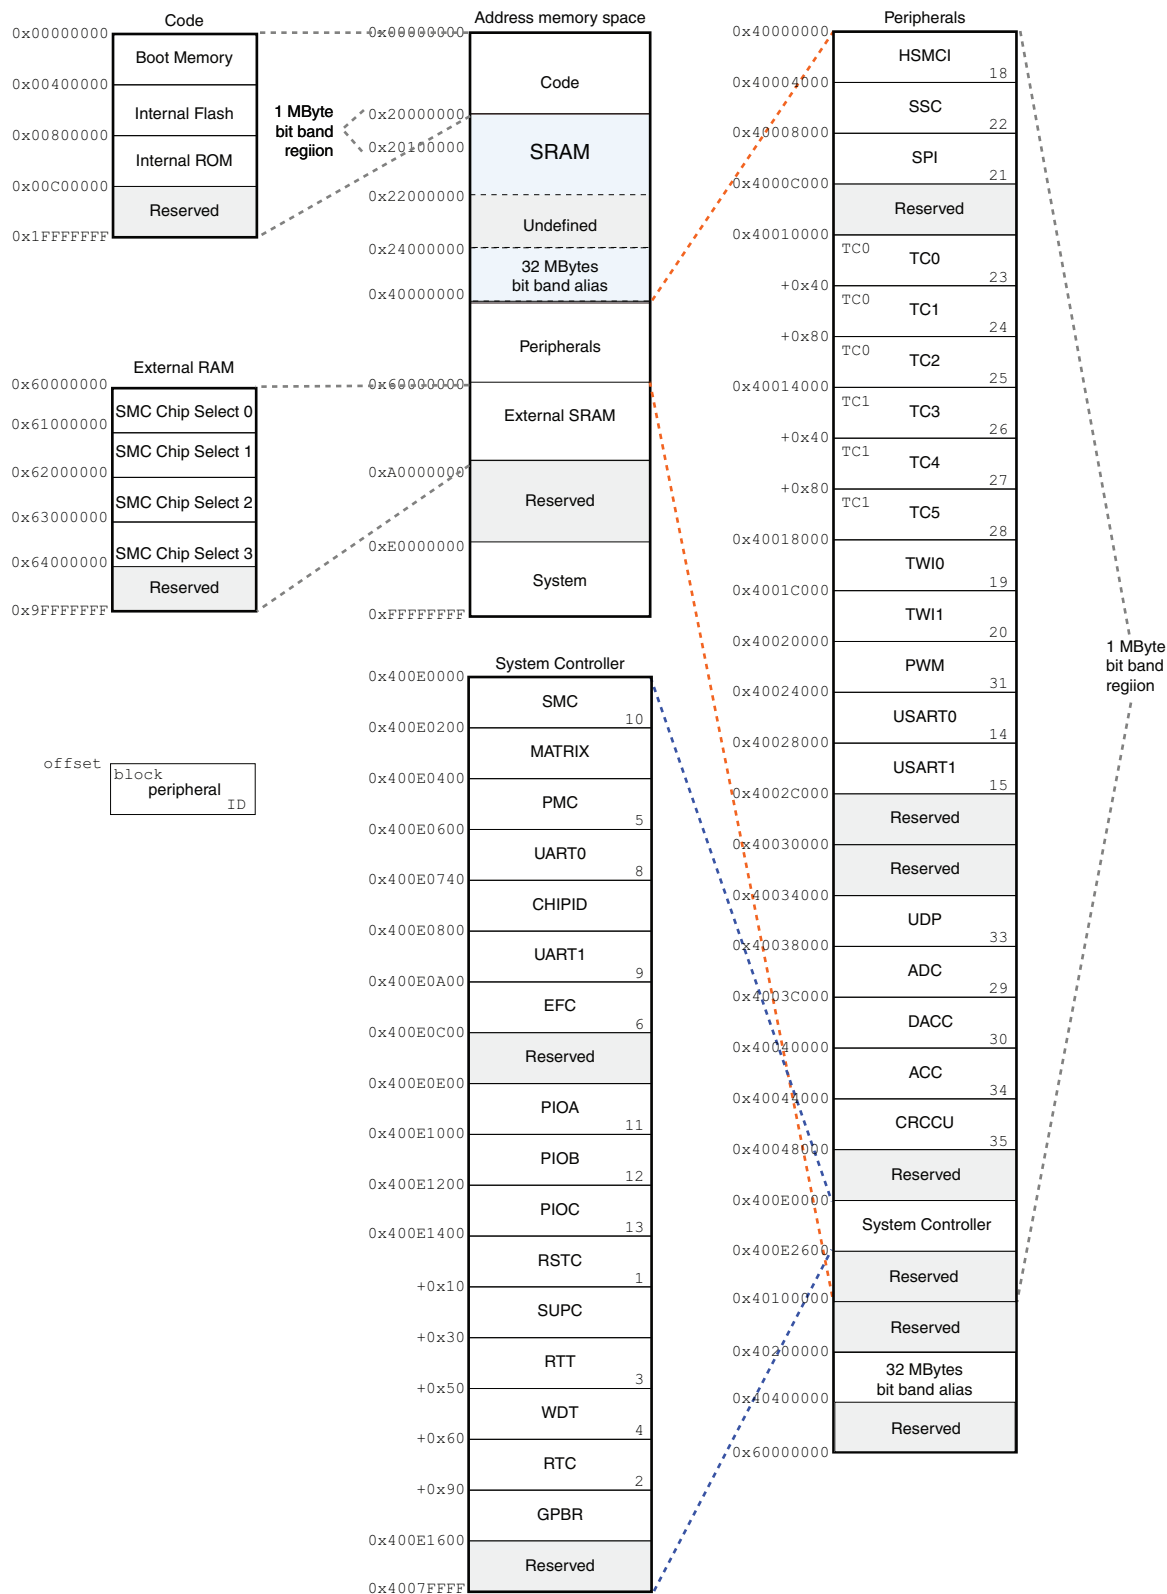 Code
0x00000000
Boot Memory
0x00400000
Internal Flash
0x00800000
Internal ROM
0x00C00000
Reserved
0x1FFFFFFF
1 MByte
bit band
regiion
External RAM
0x60000000
SMC Chip Select 0
0x61000000
SMC Chip Select 1
0x62000000
SMC Chip Select 2
0x63000000
SMC Chip Select 3
0x64000000
Reserved
0x9FFFFFFF
offset
block
peripheral
ID
Address memory space
0x00000000
Code
0x20000000
SRAM
0x20100000
0x22000000
Undefined
0x24000000
32 MBytes
bit band alias
0x40000000
Peripherals
0x60000000
External SRAM
0xA0000000
Reserved
0xE0000000
System
0xFFFFFFFF
System Controller
0x400E0000
SMC
10
0x400E0200
MATRIX
0x400E0400
PMC
5
0x400E0600
UART0
8
0x400E0740
CHIPID
0x400E0800
UART1
9
0x400E0A00
EFC
6
0x400E0C00
Reserved
0x400E0E00
PIOA
11
0x400E1000
PIOB
12
0x400E1200
PIOC
13
0x400E1400
RSTC
1
+0x10
SUPC
+0x30
RTT
3
+0x50
WDT
4
+0x60
RTC
2
+0x90
GPBR
0x400E1600
Reserved
0x4007FFFF
Peripherals
0x40000000
HSMCI
18
0x40004000
SSC
22
0x40008000
SPI
21
0x4000C000
Reserved
0x40010000
TC0
TC0
23
+0x40
TC0
TC1
24
+0x80
TC0
TC2
25
0x40014000
TC1
TC3
26
+0x40
TC1
TC4
27
+0x80
TC1
TC5
28
0x40018000
TWI0
19
0x4001C000
TWI1
20
0x40020000
PWM
31
0x40024000
USART0
14
0x40028000
USART1
15
0x4002C000
Reserved
0x40030000
Reserved
0x40034000
UDP
33
0x40038000
ADC
29
0x4003C000
DACC
30
0x40040000
ACC
34
0x40044000
CRCCU
35
0x40048000
Reserved
0x400E0000
System Controller
0x400E2600
Reserved
0x40100000
Reserved
0x40200000
32 MBytes
bit band alias
0x40400000
Reserved
0x60000000
1 MByte
bit band
regiion